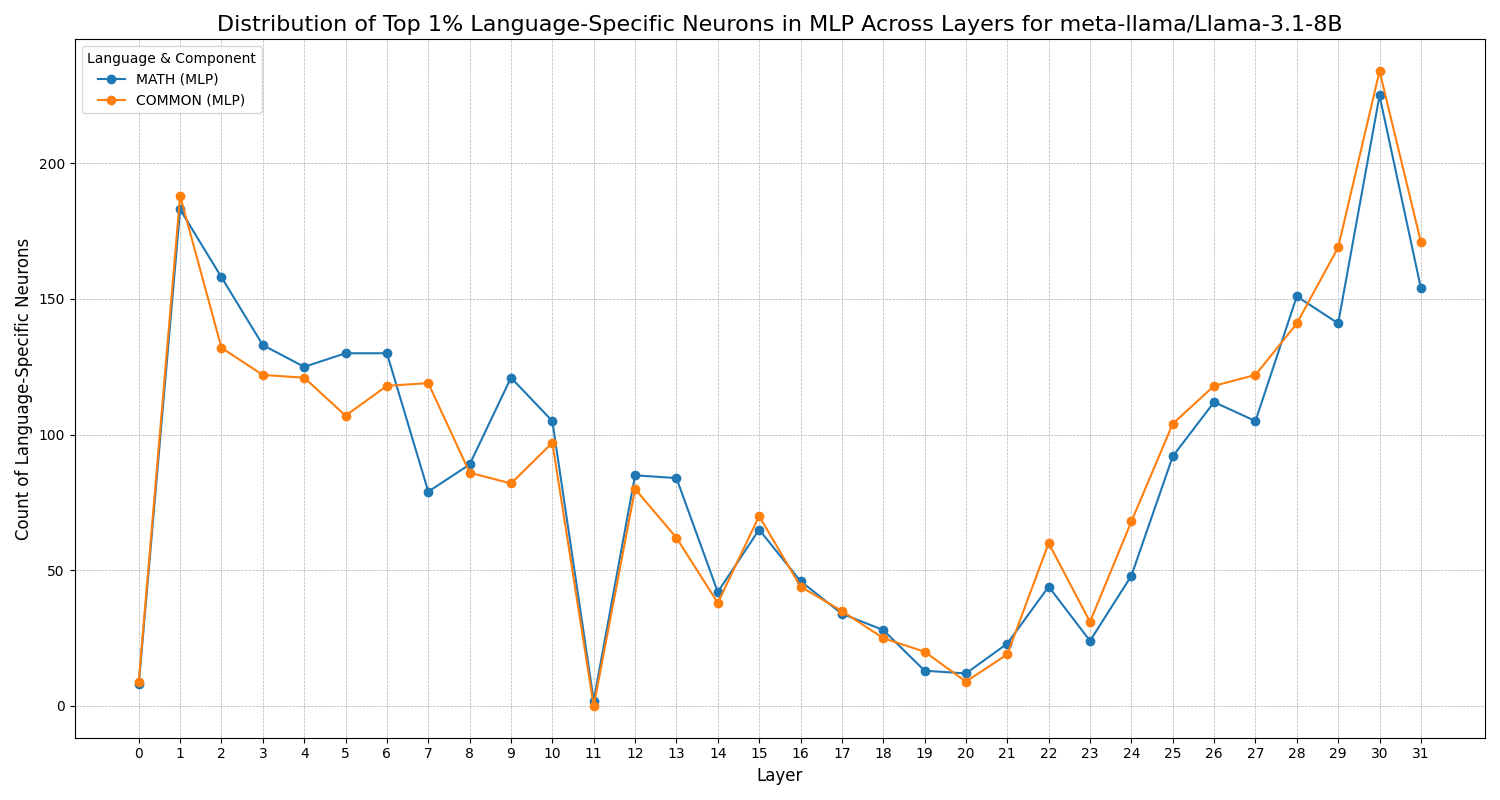 Distribution of Top 1% Language-Specific Neurons in MLP Across Layers for meta-llama/Llama-3.1-8B
Language & Component
MATH (MLP)
COMMON (MLP)
Count of Language-Specific Neurons
200
150
100
50
0
0 1 2 3 4 5 6 7 8 9 10 11 12 13 14 15 16 17 18 19 20 21 22 23 24 25 26 27 28 29 30 31
Layer